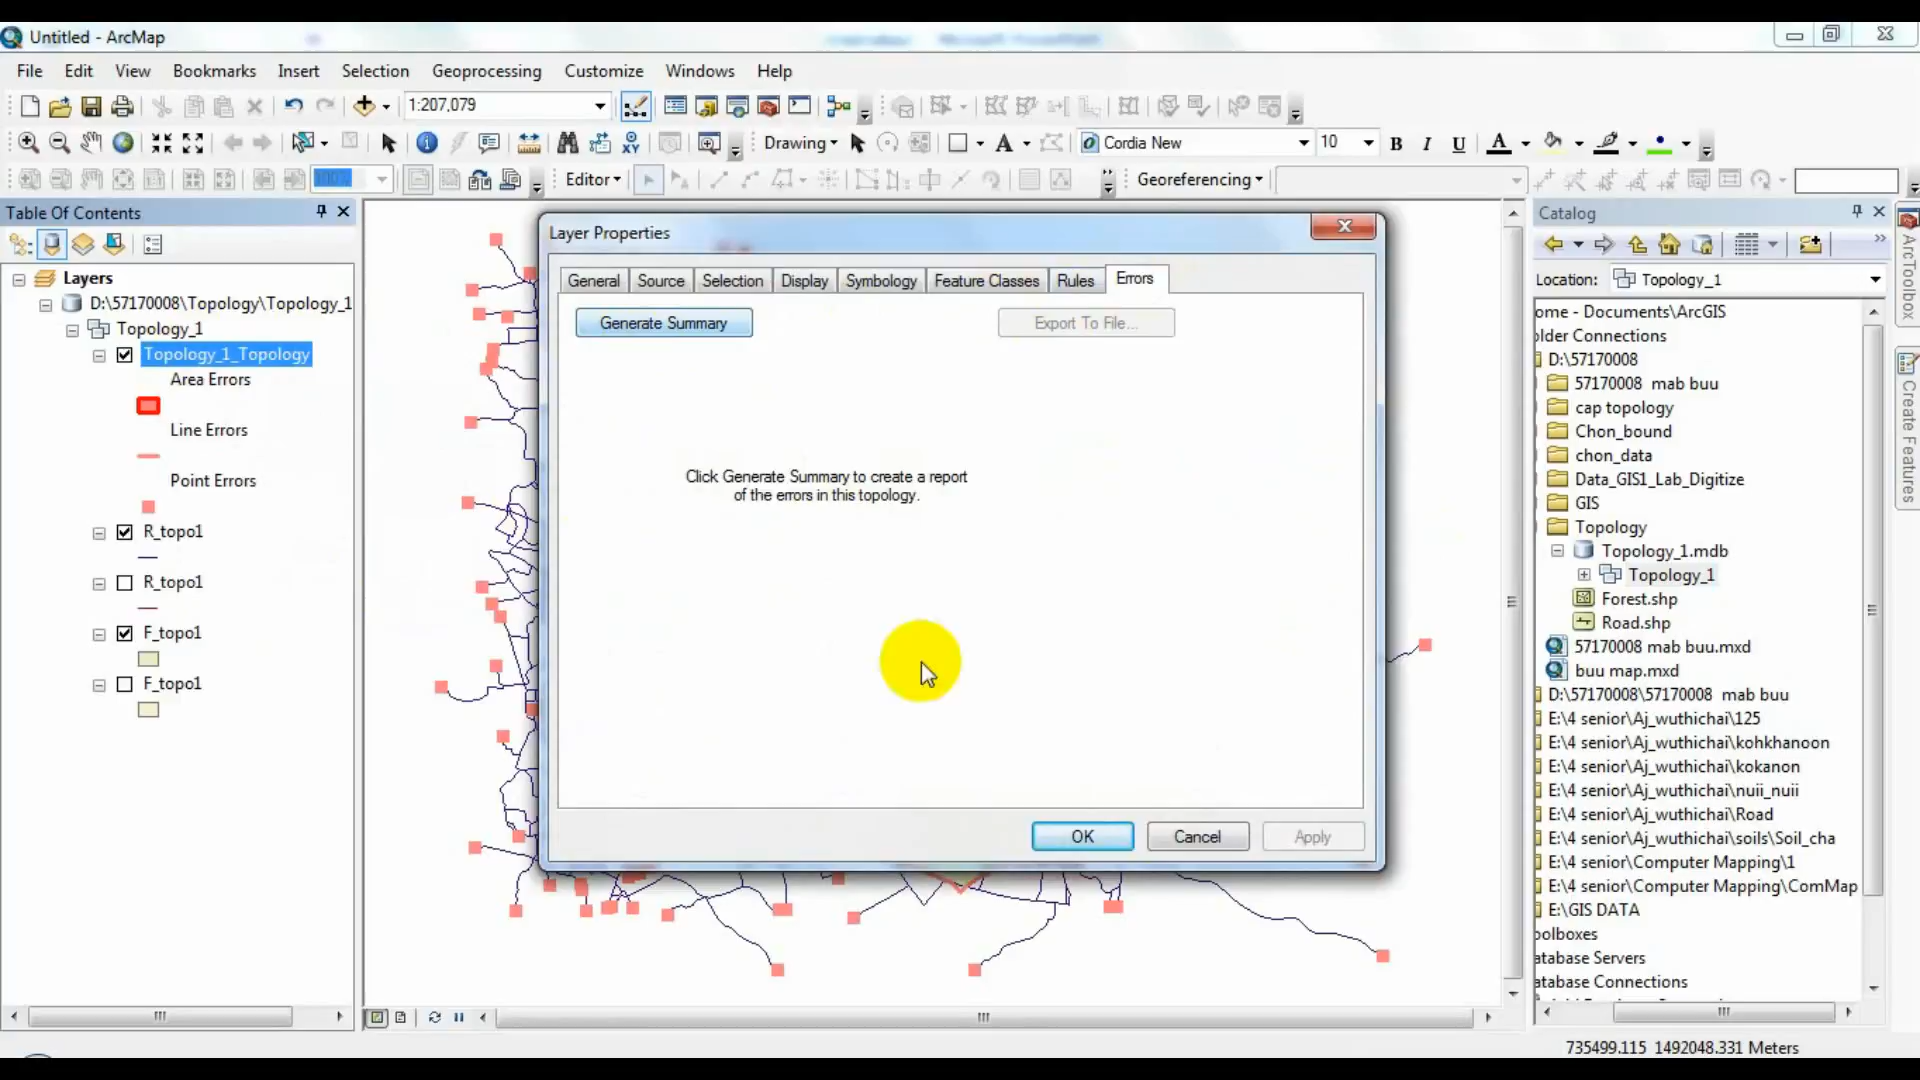 Untitled - ArcMap
File Edit View Bookmarks Insert Selection Geoprocessing Customize Windows Help
1:207,079
Drawing Cordia New 10 B I U A
100% Editor Georeferencing
Table Of Contents
Layers
D:\57170008\Topology\Topology_1
Topology_1
Topology_1_Topology
Area Errors
Line Errors
Point Errors
R_topo1
R_topo1
F_topo1
F_topo1
Layer Properties
General Source Selection Display Symbology Feature Classes Rules Errors
Generate Summary Export To File...
Click Generate Summary to create a report
of the errors in this topology.
OK Cancel Apply
Catalog
Location: Topology_1
ome - Documents\ArcGIS
older Connections
D:\57170008
57170008 mab buu
cap topology
Chon_bound
chon_data
Data_GIS1_Lab_Digitize
GIS
Topology
Topology_1.mdb
Topology_1
Forest.shp
Road.shp
57170008 mab buu.mxd
buu map.mxd
D:\57170008\57170008 mab buu
E:\4 senior\Aj_wuthichai\125
E:\4 senior\Aj_wuthichai\kohkhanoon
E:\4 senior\Aj_wuthichai\kokanon
E:\4 senior\Aj_wuthichai\nuii_nuii
E:\4 senior\Aj_wuthichai\Road
E:\4 senior\Aj_wuthichai\soils\Soil_cha
E:\4 senior\Computer Mapping\1
E:\4 senior\Computer Mapping\ComMap
E:\GIS DATA
oolboxes
atabase Servers
atabase Connections
ArcToolbox
Create Features
735499.115 1492048.331 Meters